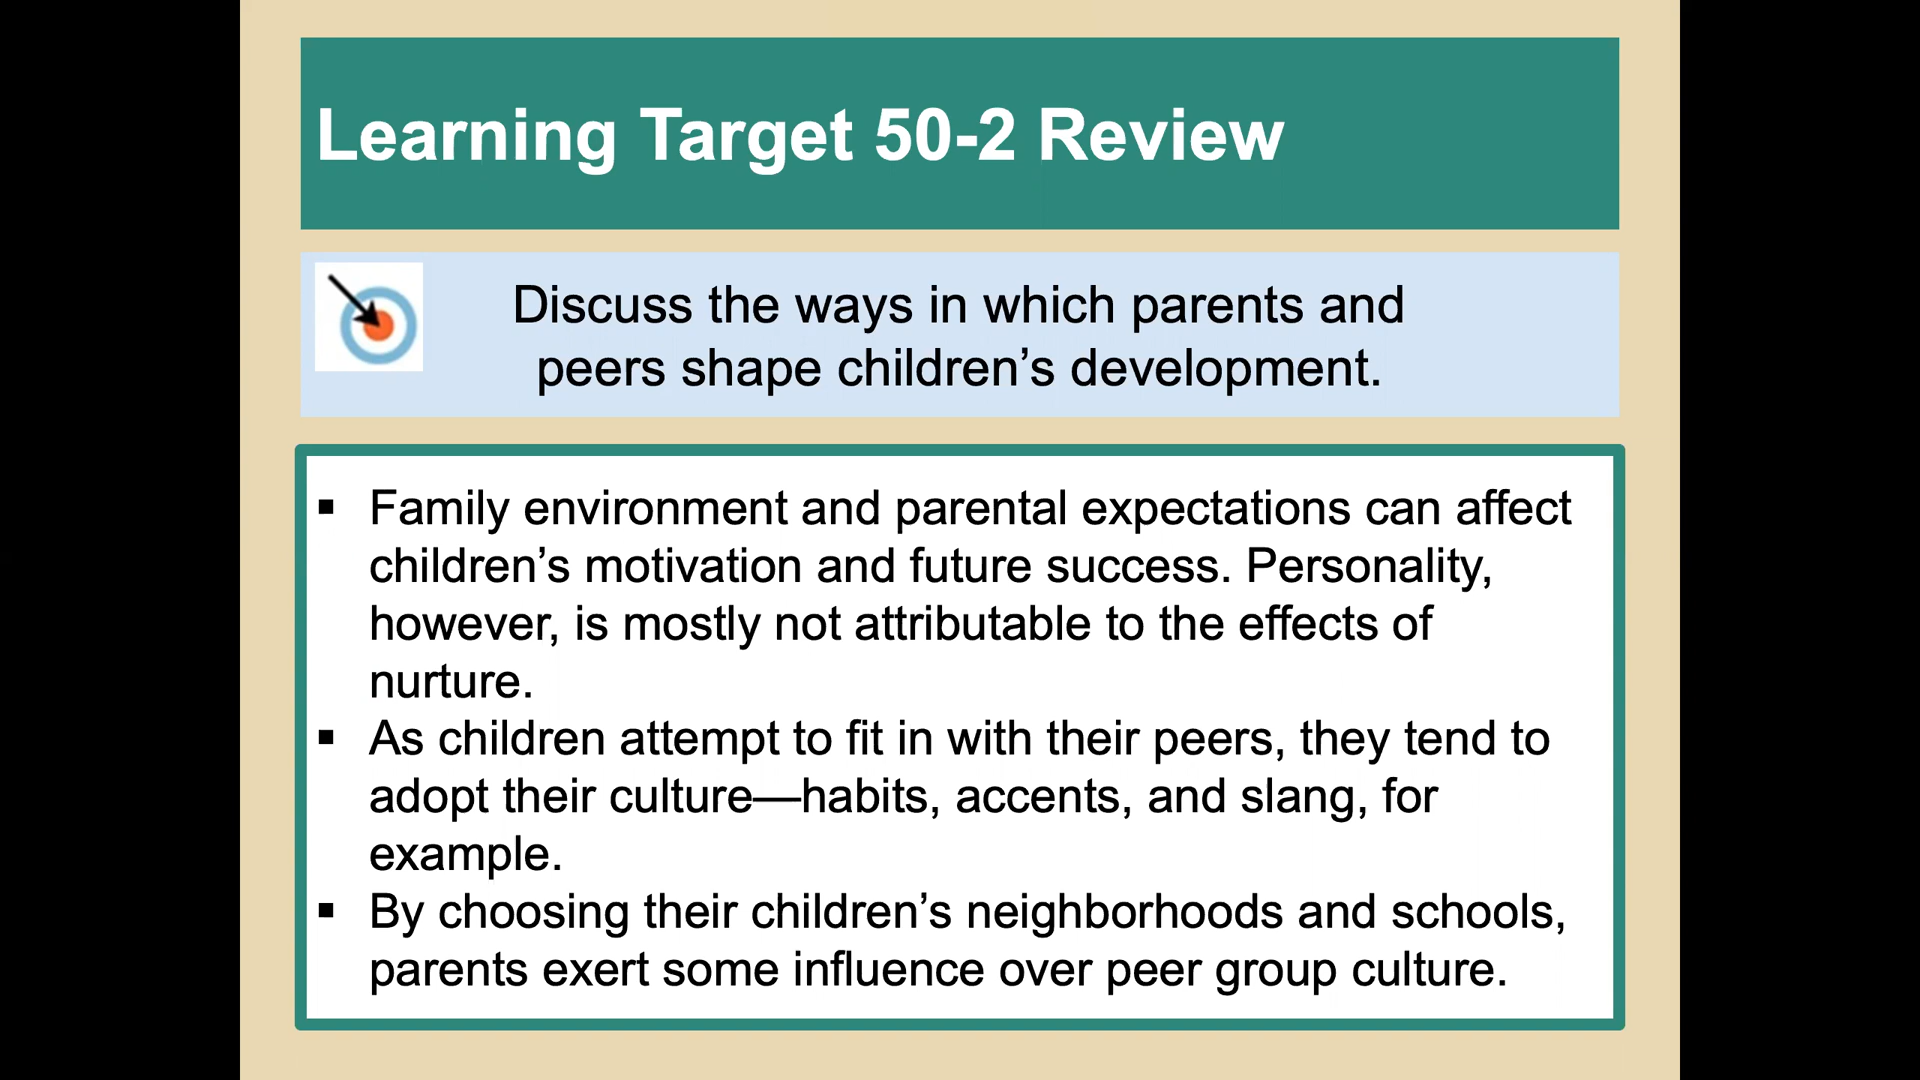 Learning Target 50-2 Review
Discuss the ways in which parents and
peers shape children’s development.
▪ Family environment and parental expectations can affect
children’s motivation and future success. Personality,
however, is mostly not attributable to the effects of
nurture.
▪ As children attempt to fit in with their peers, they tend to
adopt their culture—habits, accents, and slang, for
example.
▪ By choosing their children’s neighborhoods and schools,
parents exert some influence over peer group culture.